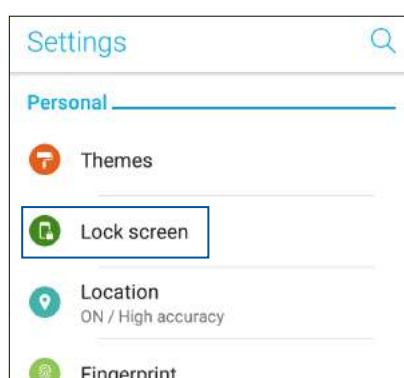 Settings
Personal
Themes
Lock screen
Location
ON / High accuracy
Fingerprint